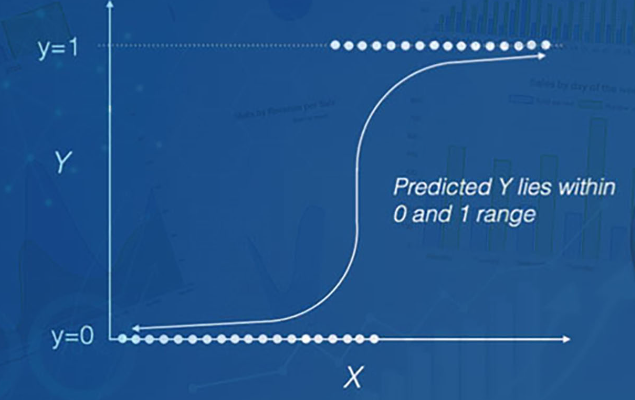 y=1
Y
Predicted Y lies within
0 and 1 range
y=0
X